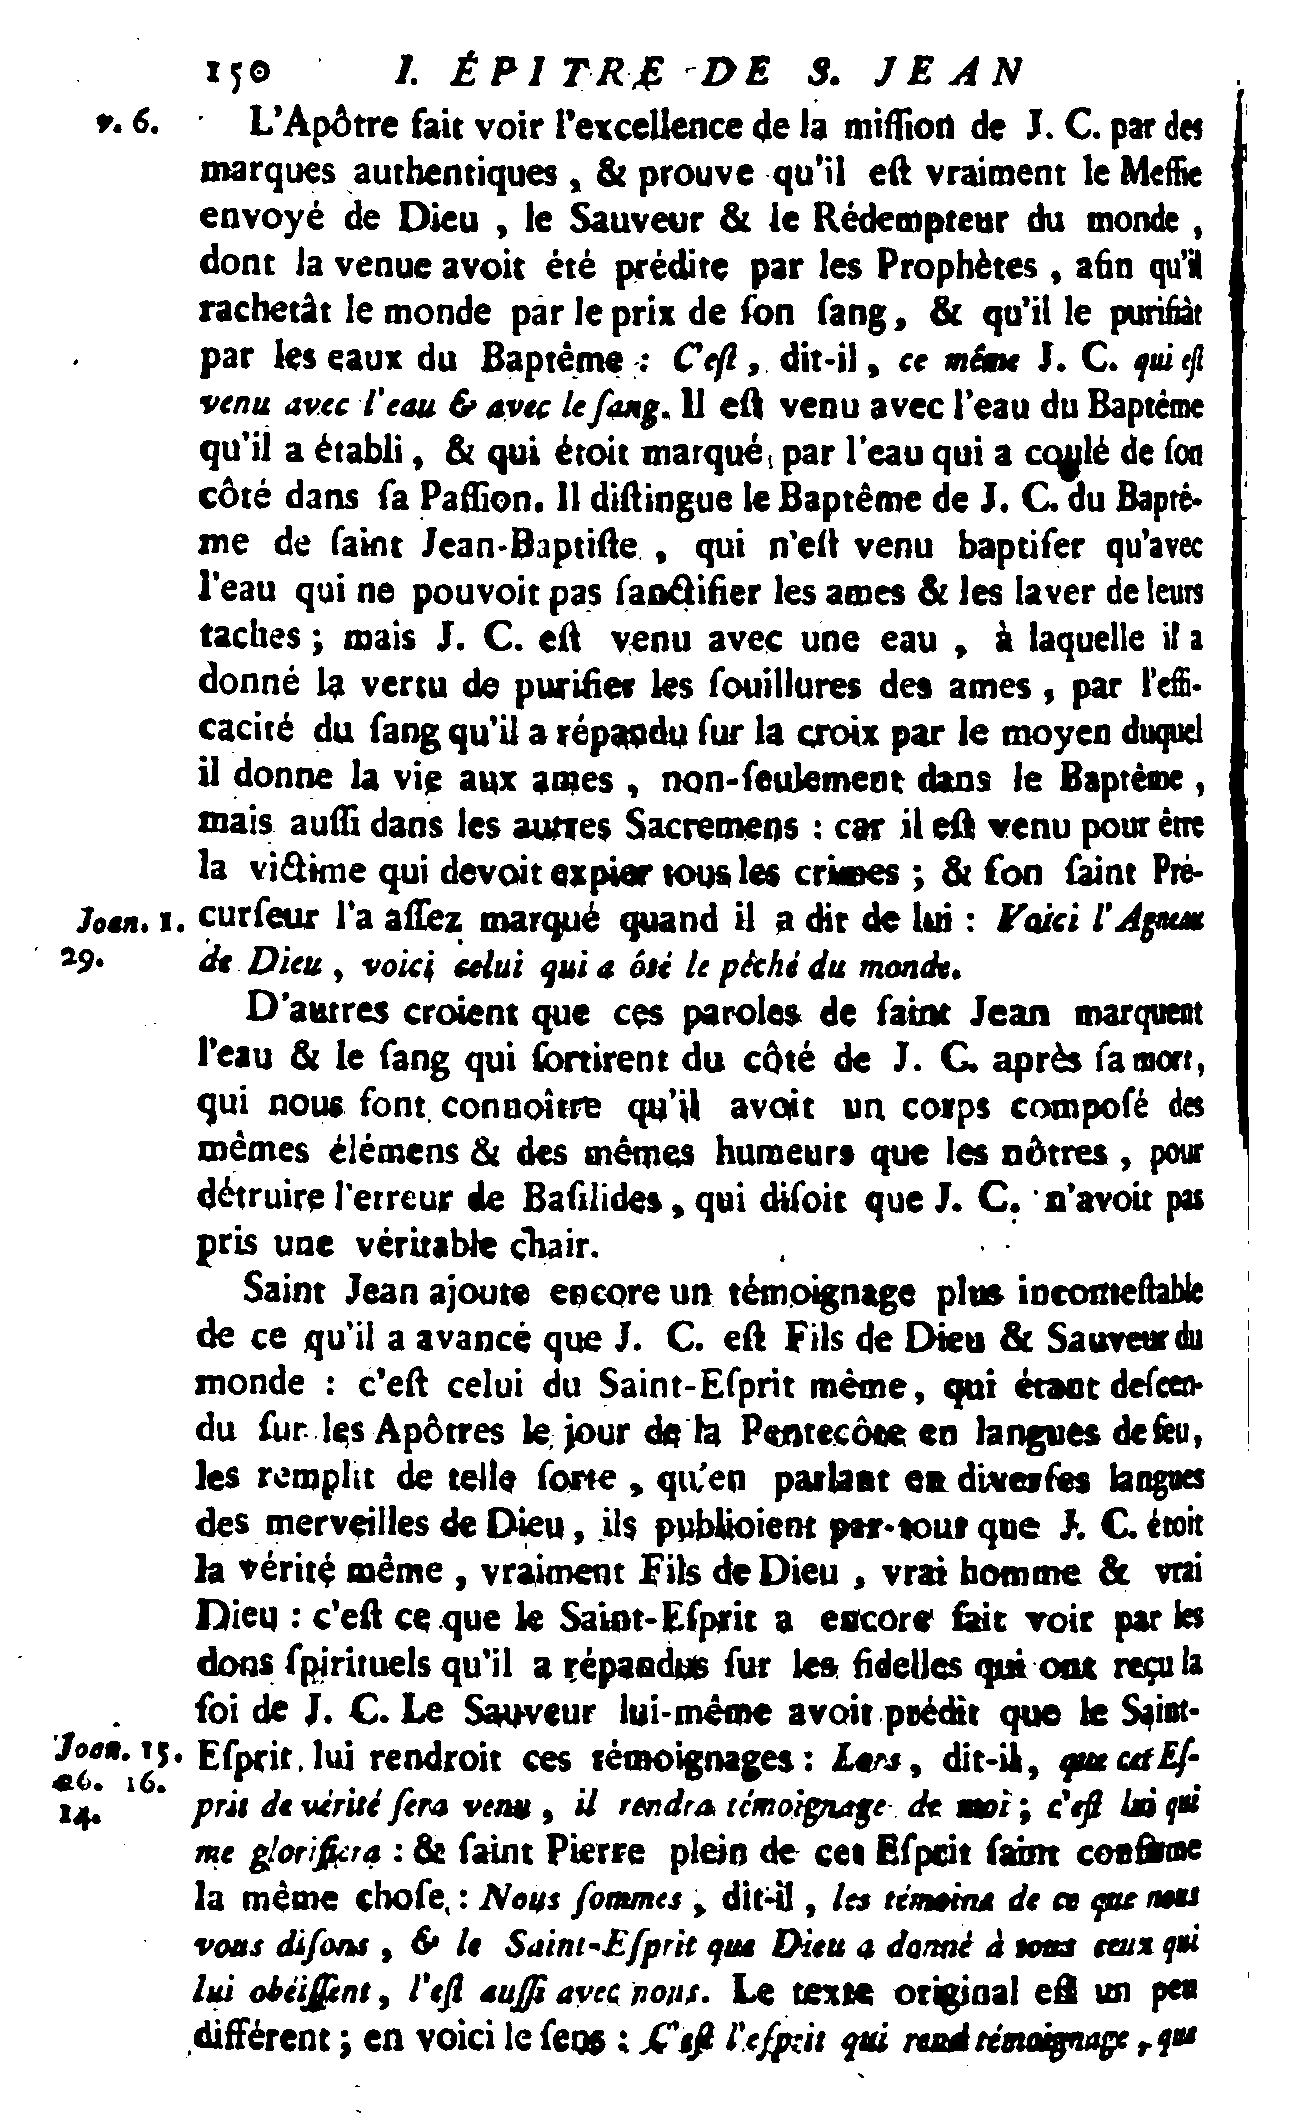 150 I. ÉPITRE DE S. JEAN
v. 6. L'Apôtre fait voir l'excellence de la miſſion de J. C. par des
marques authentiques, & prouve qu'il eſt vraiment le Meſſie
envoyé de Dieu, le Sauveur & le Rédempteur du monde,
dont la venue avoit été prédite par les Prophètes, afin qu'il
rachetât le monde par le prix de ſon ſang, & qu'il le purifiât
par les eaux du Baptême : C'eſt, dit-il, ce même J. C. qui eſt
venu avec l'eau & avec le ſang. Il eſt venu avec l'eau du Baptême
qu'il a établi, & qui étoit marqué par l'eau qui a coulé de ſon
côté dans ſa Paſſion. Il diſtingue le Baptême de J. C. du Baptê-
me de ſaint Jean-Baptiſte, qui n'eſt venu baptiſer qu'avec
l'eau qui ne pouvoit pas ſanctifier les ames & les laver de leurs
taches ; mais J. C. eſt venu avec une eau, à laquelle il a
donné la vertu de purifier les ſouillures des ames, par l'effi-
cacité du ſang qu'il a répandu ſur la croix par le moyen duquel
il donne la vie aux ames, non-ſeulement dans le Baptême,
mais auſſi dans les autres Sacremens : car il eſt venu pour être
la victime qui devoit expier tous les crimes ; & ſon ſaint Pré-
Joan. 1. curſeur l'a aſſez marqué quand il a dit de lui : Voici l'Agneau
29. de Dieu, voici celui qui a ôté le péché du monde.
D'autres croient que ces paroles de ſaint Jean marquent
l'eau & le ſang qui ſortirent du côté de J. C. après ſa mort,
qui nous font connoître qu'il avoit un corps compoſé des
mêmes élémens & des mêmes humeurs que les nôtres, pour
détruire l'erreur de Baſilides, qui diſoit que J. C. n'avoit pas
pris une véritable chair.
Saint Jean ajoute encore un témoignage plus inconteſtable
de ce qu'il a avancé que J. C. eſt Fils de Dieu & Sauveur du
monde : c'eſt celui du Saint-Eſprit même, qui étant deſcen-
du ſur les Apôtres le jour de la Pentecôte en langues de feu,
les remplit de telle ſorte, qu'en parlant en diverſes langues
des merveilles de Dieu, ils publioient par-tout que J. C. étoit
la vérité même, vraiment Fils de Dieu, vrai homme & vrai
Dieu : c'eſt ce que le Saint-Eſprit a encore fait voir par les
dons ſpirituels qu'il a répandus ſur les fidelles qui ont reçu la
foi de J. C. Le Sauveur lui-même avoit prédit que le Saint-
Joan. 15. Eſprit lui rendroit ces témoignages : Lors, dit-il, que cet Eſ-
26. 16. prit de vérité ſera venu, il rendra témoignage de moi ; c'eſt lui qui
14. me glorifiera : & ſaint Pierre plein de cet Eſprit ſaint confirme
la même choſe : Nous ſommes, dit-il, les témoins de ce que nous
vous diſons, & le Saint-Eſprit que Dieu a donné à tous ceux qui
lui obéiſſent, l'eſt auſſi avec nous. Le texte original eſt un peu
différent ; en voici le ſens : C'eſt l'eſprit qui rend témoignage, que